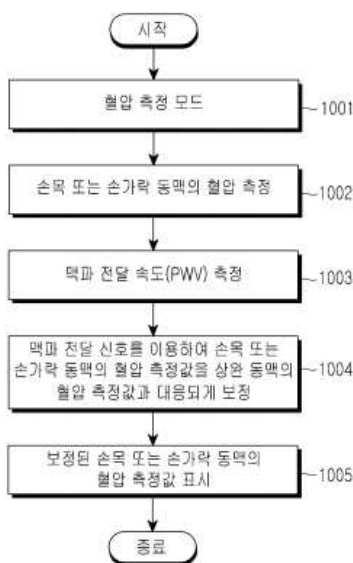 시작
혈압 측정 모드
1001
손목 또는 손가락 동맥의 혈압 측정
1002
맥파 전달 속도(PWV) 측정
1003
맥파 전달 신호를 이용하여 손목 또는
손가락 동맥의 혈압 측정값을 상완 동맥의
혈압 측정값과 대응되게 보정
1004
보정된 손목 또는 손가락 동맥의
혈압 측정값 표시
1005
종료